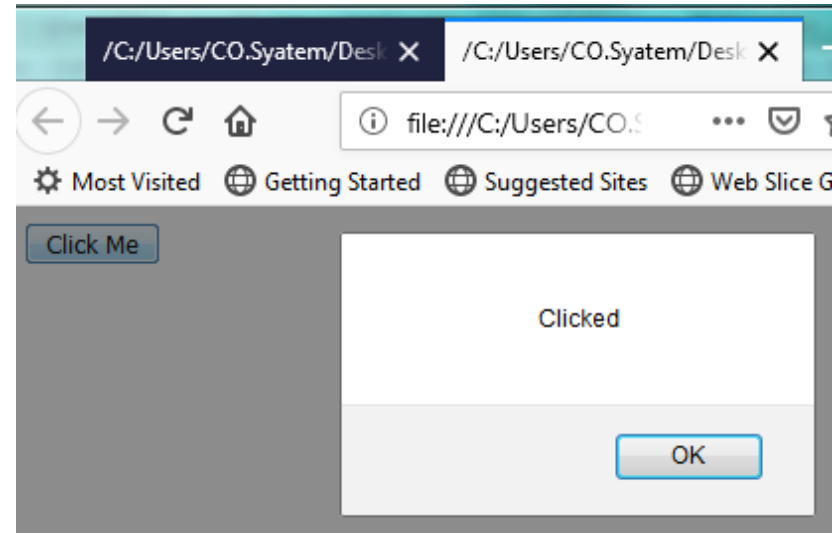 /C:/Users/CO.Syatem/Desk /C:/Users/CO.Syatem/Desk
file:///C:/Users/CO.S
Most Visited Getting Started Suggested Sites Web Slice G
Click Me
Clicked
OK